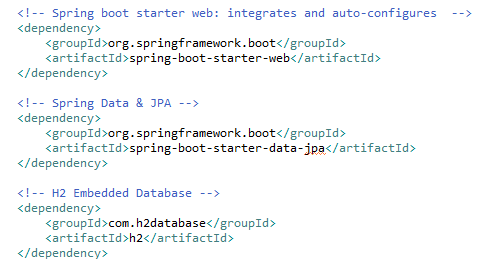 <!-- Spring boot starter web: integrates and auto-configures  -->
<dependency>
    <groupId>org.springframework.boot</groupId>
    <artifactId>spring-boot-starter-web</artifactId>
</dependency>

<!-- Spring Data & JPA -->
<dependency>
    <groupId>org.springframework.boot</groupId>
    <artifactId>spring-boot-starter-data-jpa</artifactId>
</dependency>

<!-- H2 Embedded Database -->
<dependency>
    <groupId>com.h2database</groupId>
    <artifactId>h2</artifactId>
</dependency>